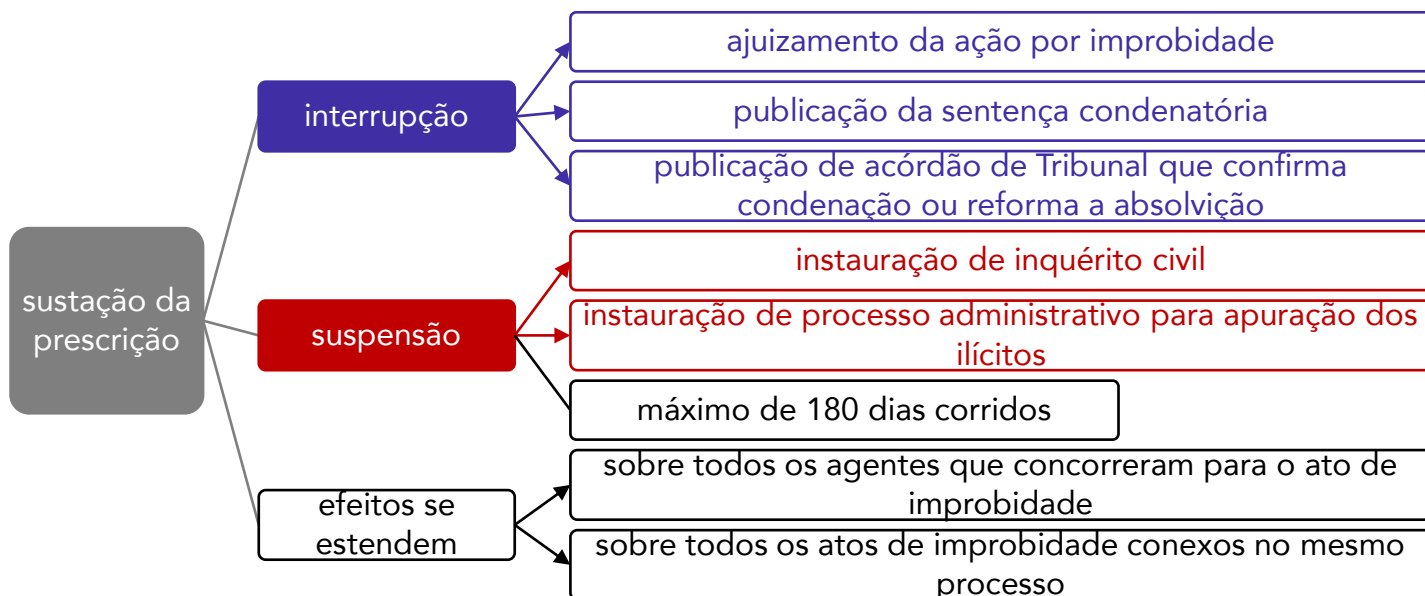 sustação da
prescrição
interrupção
ajuizamento da ação por improbidade
publicação da sentença condenatória
publicação de acórdão de Tribunal que confirma
condenação ou reforma a absolvição
suspensão
instauração de inquérito civil
instauração de processo administrativo para apuração dos
ilícitos
máximo de 180 dias corridos
efeitos se
estendem
sobre todos os agentes que concorreram para o ato de
improbidade
sobre todos os atos de improbidade conexos no mesmo
processo